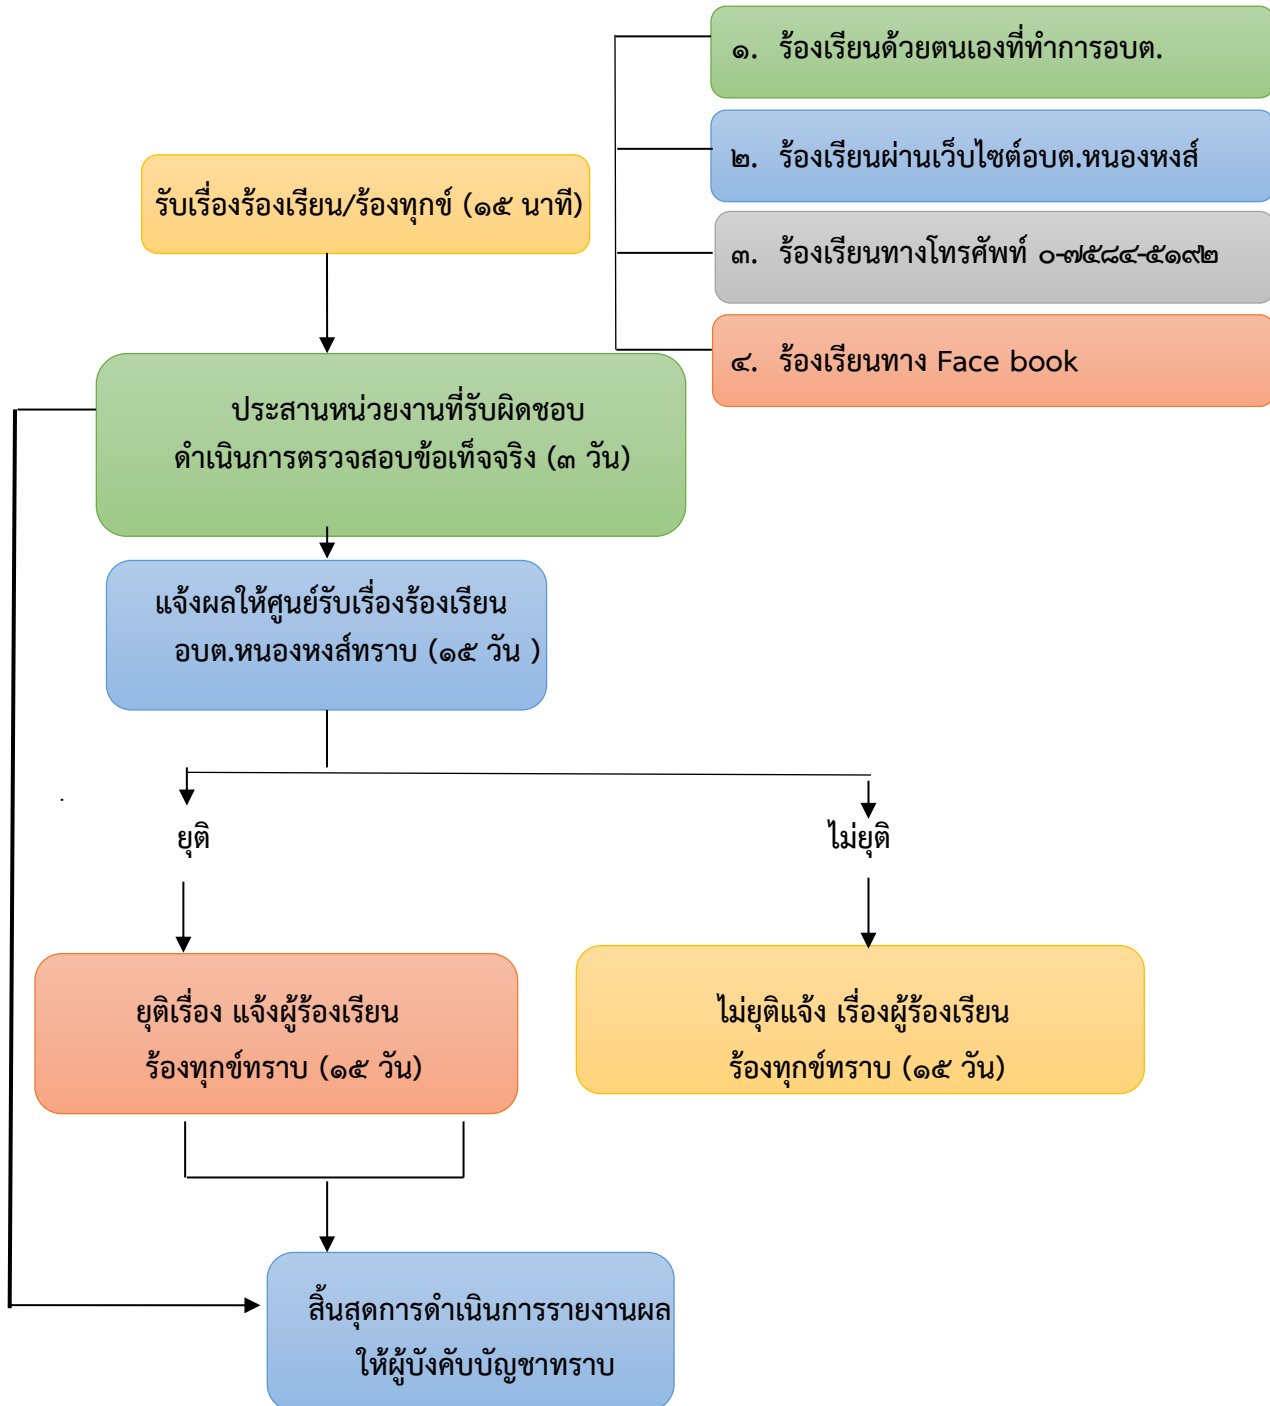 ๑. ร้องเรียนด้วยตนเองที่ทำการอบต.
๒. ร้องเรียนผ่านเว็บไซต์อบต.หนองหงส์
รับเรื่องร้องเรียน/ร้องทุกข์ (๑๕ นาที)
๓. ร้องเรียนทางโทรศัพท์ ๐-๗๕๘๔-๕๑๙๒
๔. ร้องเรียนทาง Face book
ประสานหน่วยงานที่รับผิดชอบ
ดำเนินการตรวจสอบข้อเท็จจริง (๓ วัน)
แจ้งผลให้ศูนย์รับเรื่องร้องเรียน
อบต.หนองหงส์ทราบ (๑๕ วัน )
ยุติ
ไม่ยุติ
ยุติเรื่อง แจ้งผู้ร้องเรียน
ร้องทุกข์ทราบ (๑๕ วัน)
ไม่ยุติแจ้ง เรื่องผู้ร้องเรียน
ร้องทุกข์ทราบ (๑๕ วัน)
สิ้นสุดการดำเนินการรายงานผล
ให้ผู้บังคับบัญชาทราบ